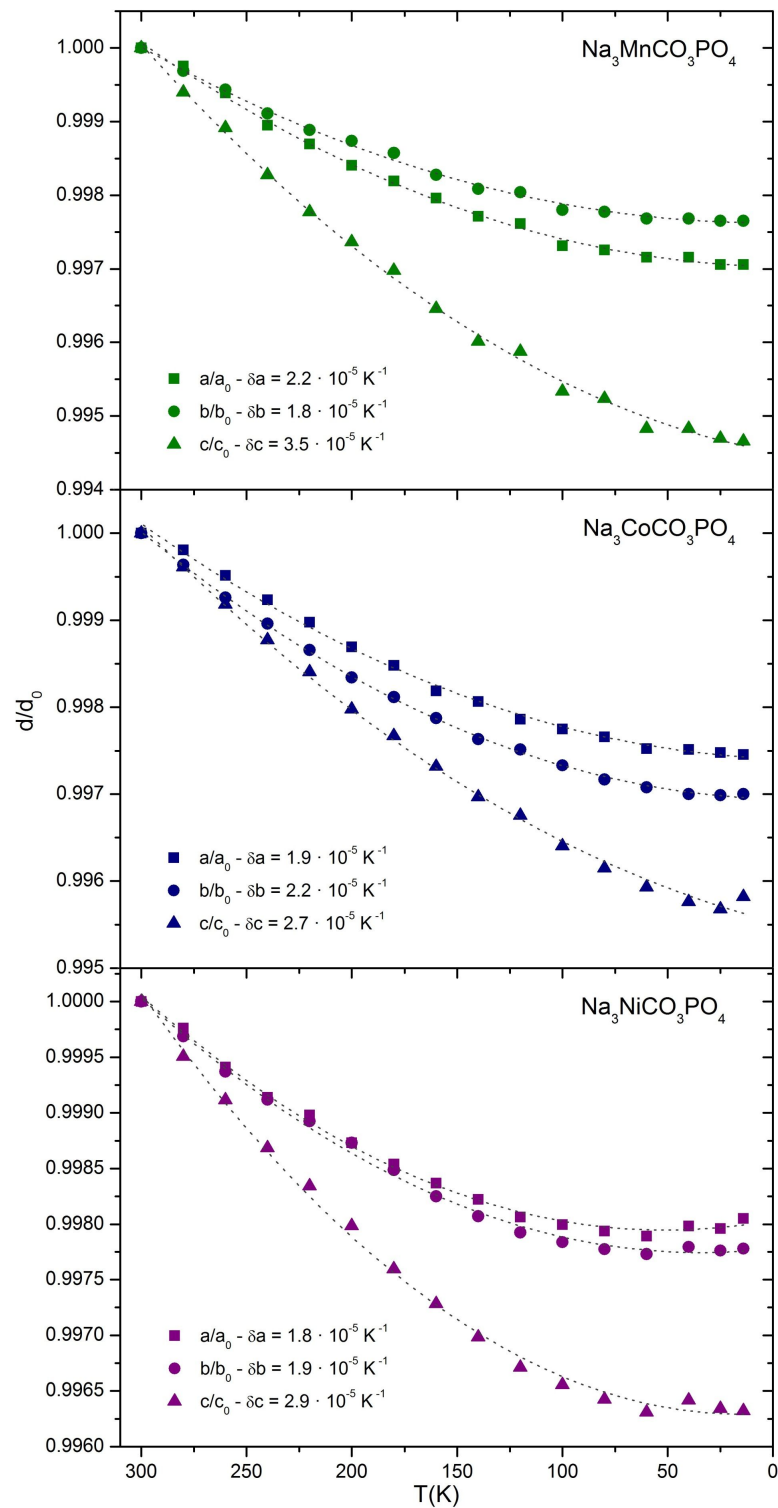 Na₃MnCO₃PO₄
1.000
0.999
0.998
0.997
0.996
0.995
0.994
a/a₀ - δa = 2.2 · 10⁻⁵ K⁻¹
b/b₀ - δb = 1.8 · 10⁻⁵ K⁻¹
c/c₀ - δc = 3.5 · 10⁻⁵ K⁻¹
Na₃CoCO₃PO₄
1.000
0.999
0.998
0.997
0.996
0.995
d/d₀
a/a₀ - δa = 1.9 · 10⁻⁵ K⁻¹
b/b₀ - δb = 2.2 · 10⁻⁵ K⁻¹
c/c₀ - δc = 2.7 · 10⁻⁵ K⁻¹
Na₃NiCO₃PO₄
1.0000
0.9995
0.9990
0.9985
0.9980
0.9975
0.9970
0.9965
0.9960
a/a₀ - δa = 1.8 · 10⁻⁵ K⁻¹
b/b₀ - δb = 1.9 · 10⁻⁵ K⁻¹
c/c₀ - δc = 2.9 · 10⁻⁵ K⁻¹
300 250 200 150 100 50 0
T(K)